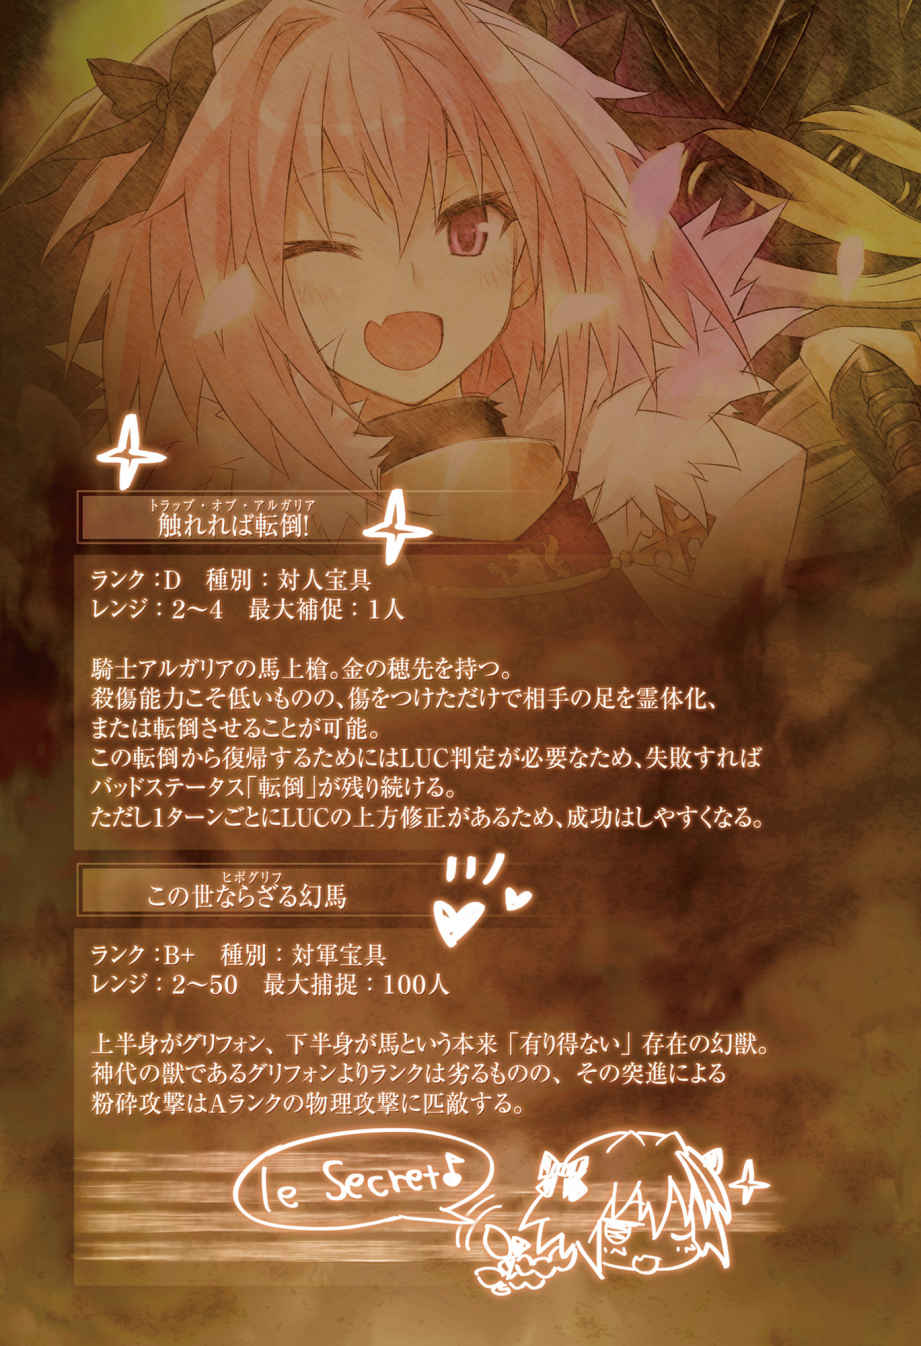 トラップ・オブ・アルガリア
触れれば転倒!
ランク：D　種別：対人宝具
レンジ：2～4　最大補促：1人
騎士アルガリアの馬上槍。金の穂先を持つ。
殺傷能力こそ低いものの、傷をつけただけで相手の足を霊体化、
または転倒させることが可能。
この転倒から復帰するためにはLUC判定が必要なため、失敗すれば
バッドステータス「転倒」が残り続ける。
ただし1ターンごとにLUCの上方修正があるため、成功はしやすくなる。
ヒポグリフ
この世ならざる幻馬
ランク：B+　種別：対軍宝具
レンジ：2～50　最大捕捉：100人
上半身がグリフォン、下半身が馬という本来「有り得ない」存在の幻獣。
神代の獣であるグリフォンよりランクは劣るものの、その突進による
粉砕攻撃はAランクの物理攻撃に匹敵する。
le Secret♪